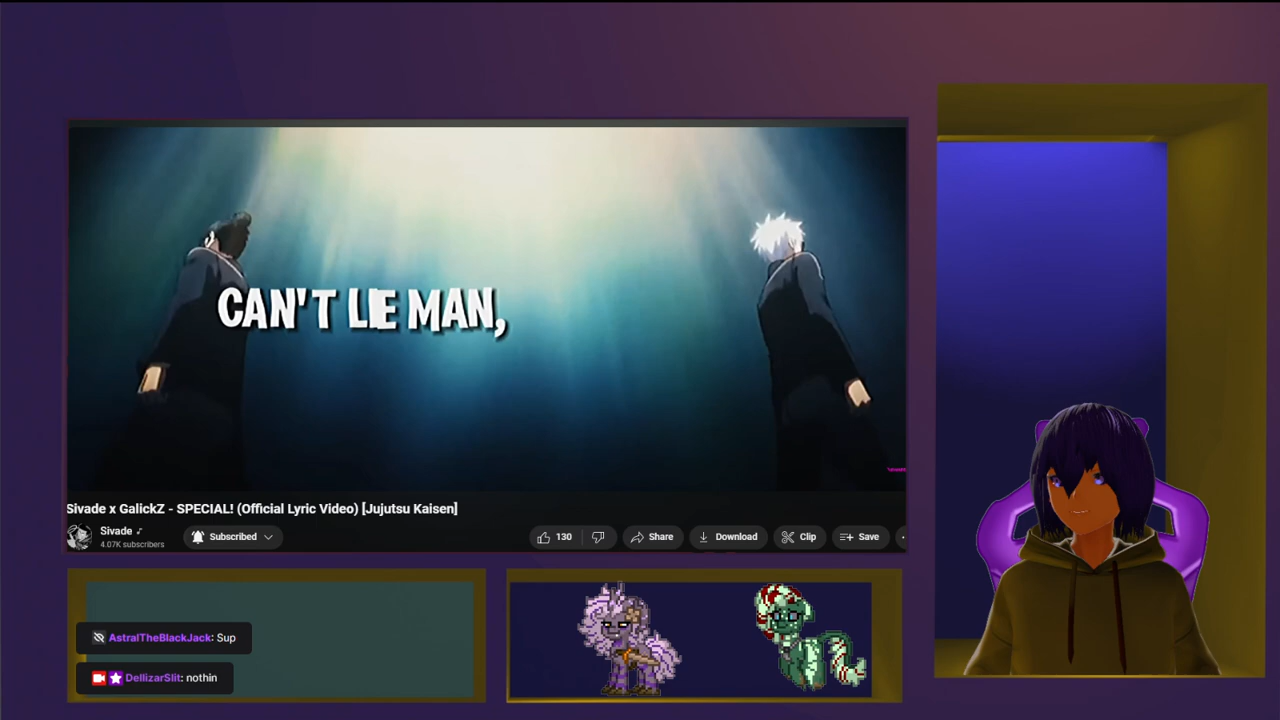 CAN'T LIE MAN,
Sivade x GalickZ - SPECIAL! (Official Lyric Video) [Jujutsu Kaisen]
Sivade ♪
4.07K subscribers
Subscribed
130
Share
Download
Clip
Save
AstralTheBlackJack: Sup
DellizarSlit: nothin